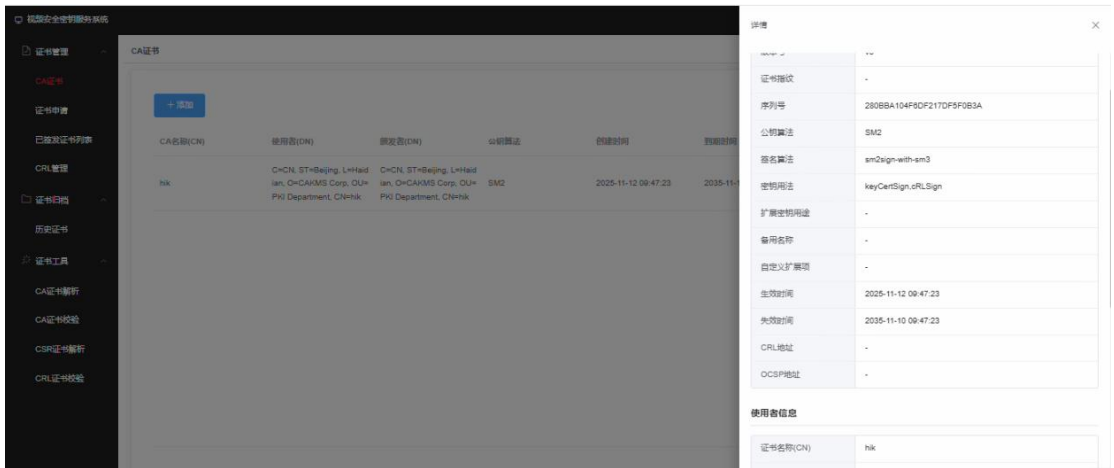 视频安全密钥服务系统
证书管理
CA证书
证书申请
已签发证书列表
CRL管理
证书归档
历史证书
证书工具
CA证书解析
CA证书校验
CSR证书解析
CRL证书校验
CA证书
+ 添加
CA名称(CN) 使用者(DN) 颁发者(DN) 公钥算法 创建时间 到期时间
hik C=CN, ST=Beijing, L=Haid C=CN, ST=Beijing, L=Haid SM2 2025-11-12 09:47:23 2035-11-1
ian, O=CAKMS Corp, OU= ian, O=CAKMS Corp, OU=
PKI Department, CN=hik PKI Department, CN=hik
详情
证书指纹 -
序列号 280BBA104F6DF217DF5F0B3A
公钥算法 SM2
签名算法 sm2sign-with-sm3
密钥用法 keyCertSign,cRLSign
扩展密钥用途 -
备用名称 -
自定义扩展项 -
生效时间 2025-11-12 09:47:23
失效时间 2035-11-10 09:47:23
CRL地址 -
OCSP地址 -
使用者信息
证书名称(CN) hik